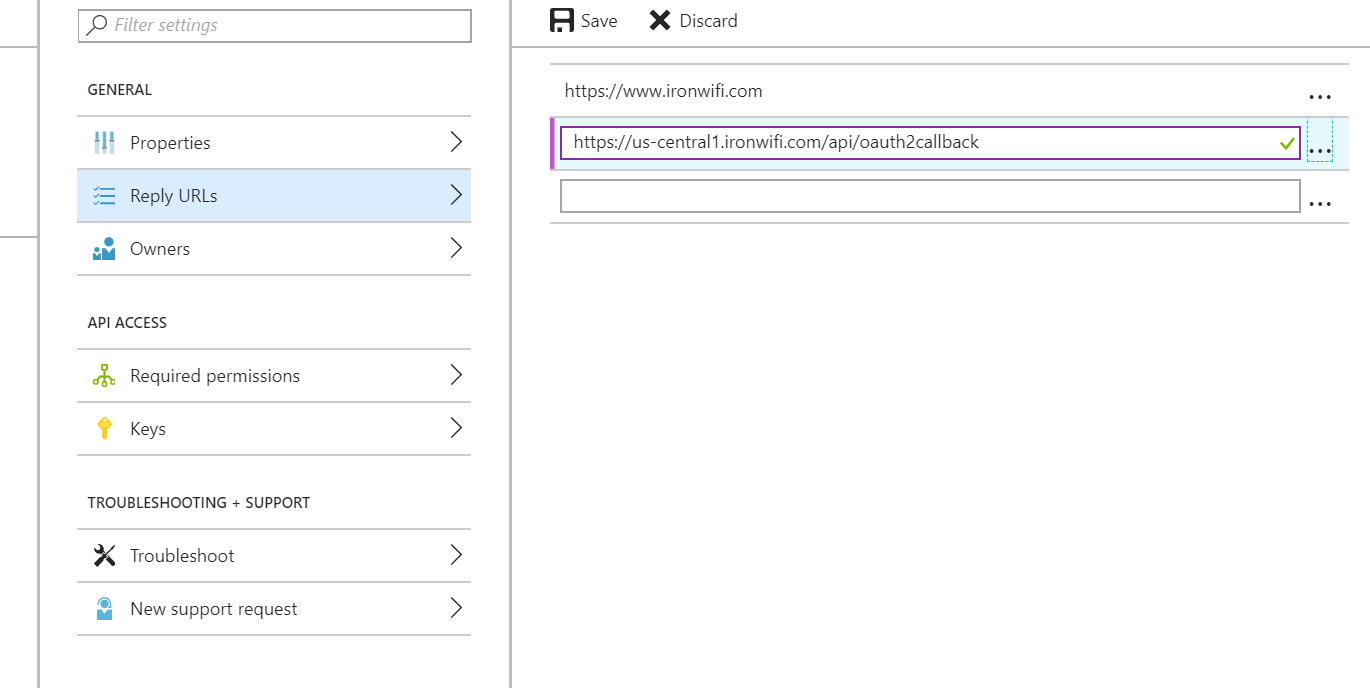 Filter settings
GENERAL
Properties
Reply URLs
Owners
API ACCESS
Required permissions
Keys
TROUBLESHOOTING + SUPPORT
Troubleshoot
New support request
Save
Discard
https://www.ironwifi.com
...
https://us-central1.ironwifi.com/api/oauth2callback
...
...